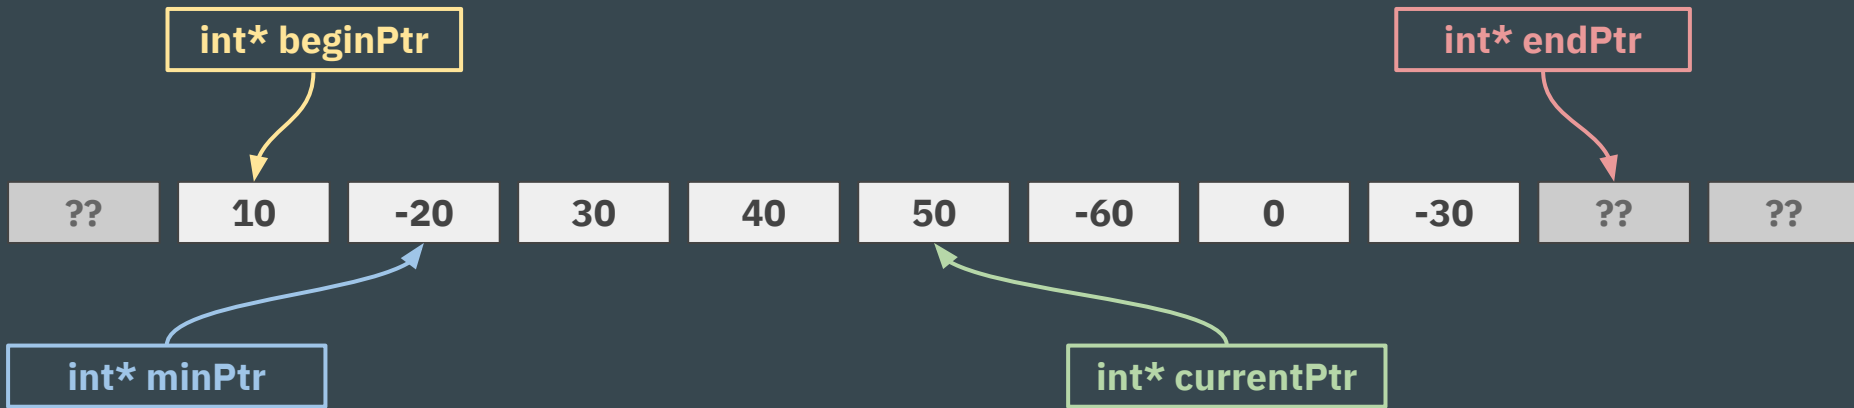 int* beginPtr
int* endPtr
?? 10 -20 30 40 50 -60 0 -30 ?? ??
int* minPtr
int* currentPtr